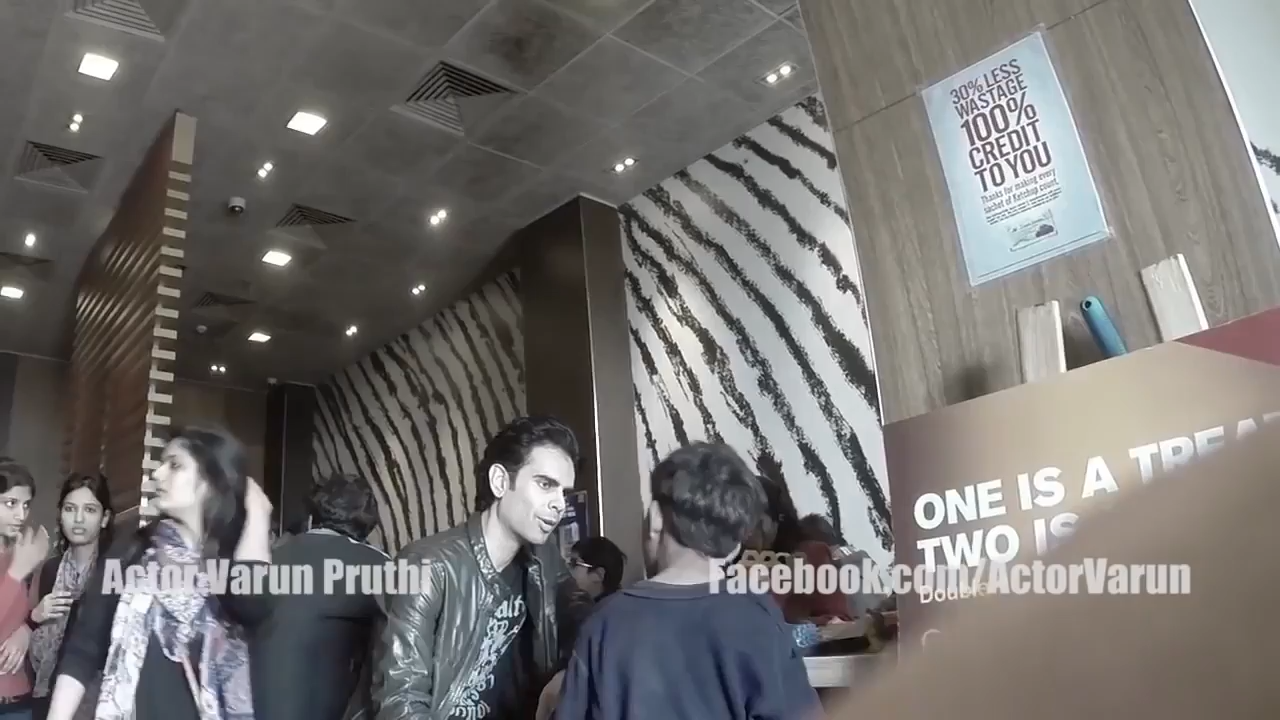 30% LESS
WASTAGE
100%
CREDIT
TO YOU
Thanks for making every
sachet of Ketchup count.
ONE IS A
TWO IS
Actor Varun Pruthi
Facebook.com/ActorVarun